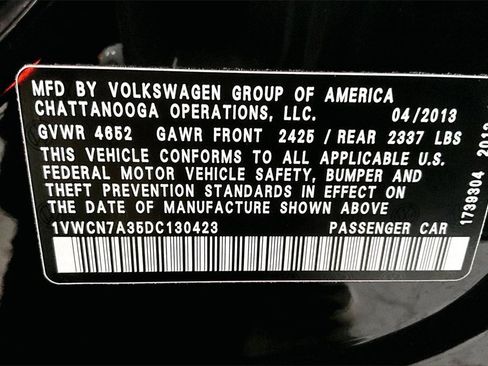 MFD BY VOLKSWAGEN GROUP OF AMERICA
CHATTANOOGA OPERATIONS, LLC. 04/2013
GVWR 4652 GAWR FRONT 2425 / REAR 2337 LBS
THIS VEHICLE CONFORMS TO ALL APPLICABLE U.S.
FEDERAL MOTOR VEHICLE SAFETY, BUMPER AND
THEFT PREVENTION STANDARDS IN EFFECT ON
THE DATE OF MANUFACTURE SHOWN ABOVE
1VWCN7A35DC130423 PASSENGER CAR
1739304